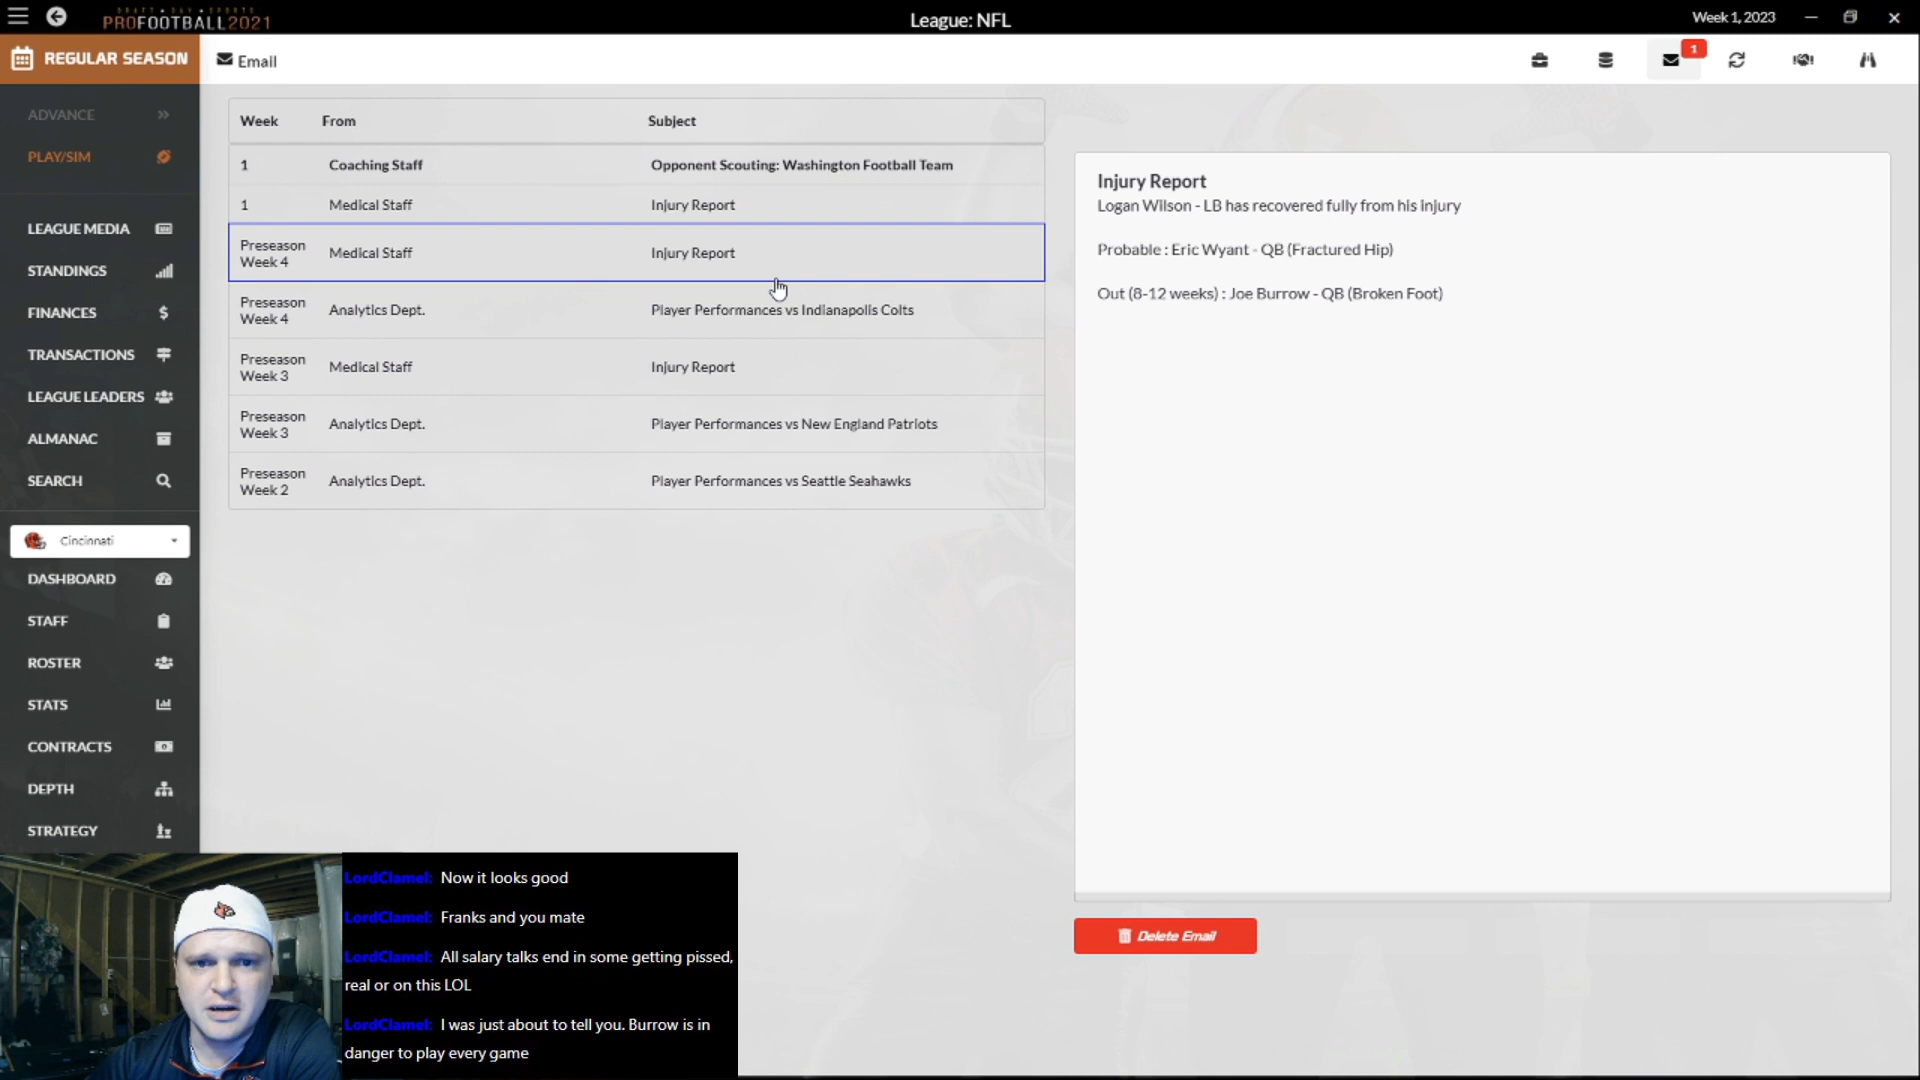 DRAFT DAY SPORTS
PROFOOTBALL2021
League: NFL
Week 1, 2023
REGULAR SEASON
Email
1
ADVANCE
PLAY/SIM
LEAGUE MEDIA
STANDINGS
FINANCES
TRANSACTIONS
LEAGUE LEADERS
ALMANAC
SEARCH
Cincinnati
DASHBOARD
STAFF
ROSTER
STATS
CONTRACTS
DEPTH
STRATEGY
Week From Subject
1 Coaching Staff Opponent Scouting: Washington Football Team
1 Medical Staff Injury Report
Preseason
Week 4 Medical Staff Injury Report
Preseason
Week 4 Analytics Dept. Player Performances vs Indianapolis Colts
Preseason
Week 3 Medical Staff Injury Report
Preseason
Week 3 Analytics Dept. Player Performances vs New England Patriots
Preseason
Week 2 Analytics Dept. Player Performances vs Seattle Seahawks
Injury Report
Logan Wilson - LB has recovered fully from his injury
Probable : Eric Wyant - QB (Fractured Hip)
Out (8-12 weeks) : Joe Burrow - QB (Broken Foot)
Delete Email
LordClamel: Now it looks good
LordClamel: Franks and you mate
LordClamel: All salary talks end in some getting pissed,
real or on this LOL
LordClamel: I was just about to tell you. Burrow is in
danger to play every game